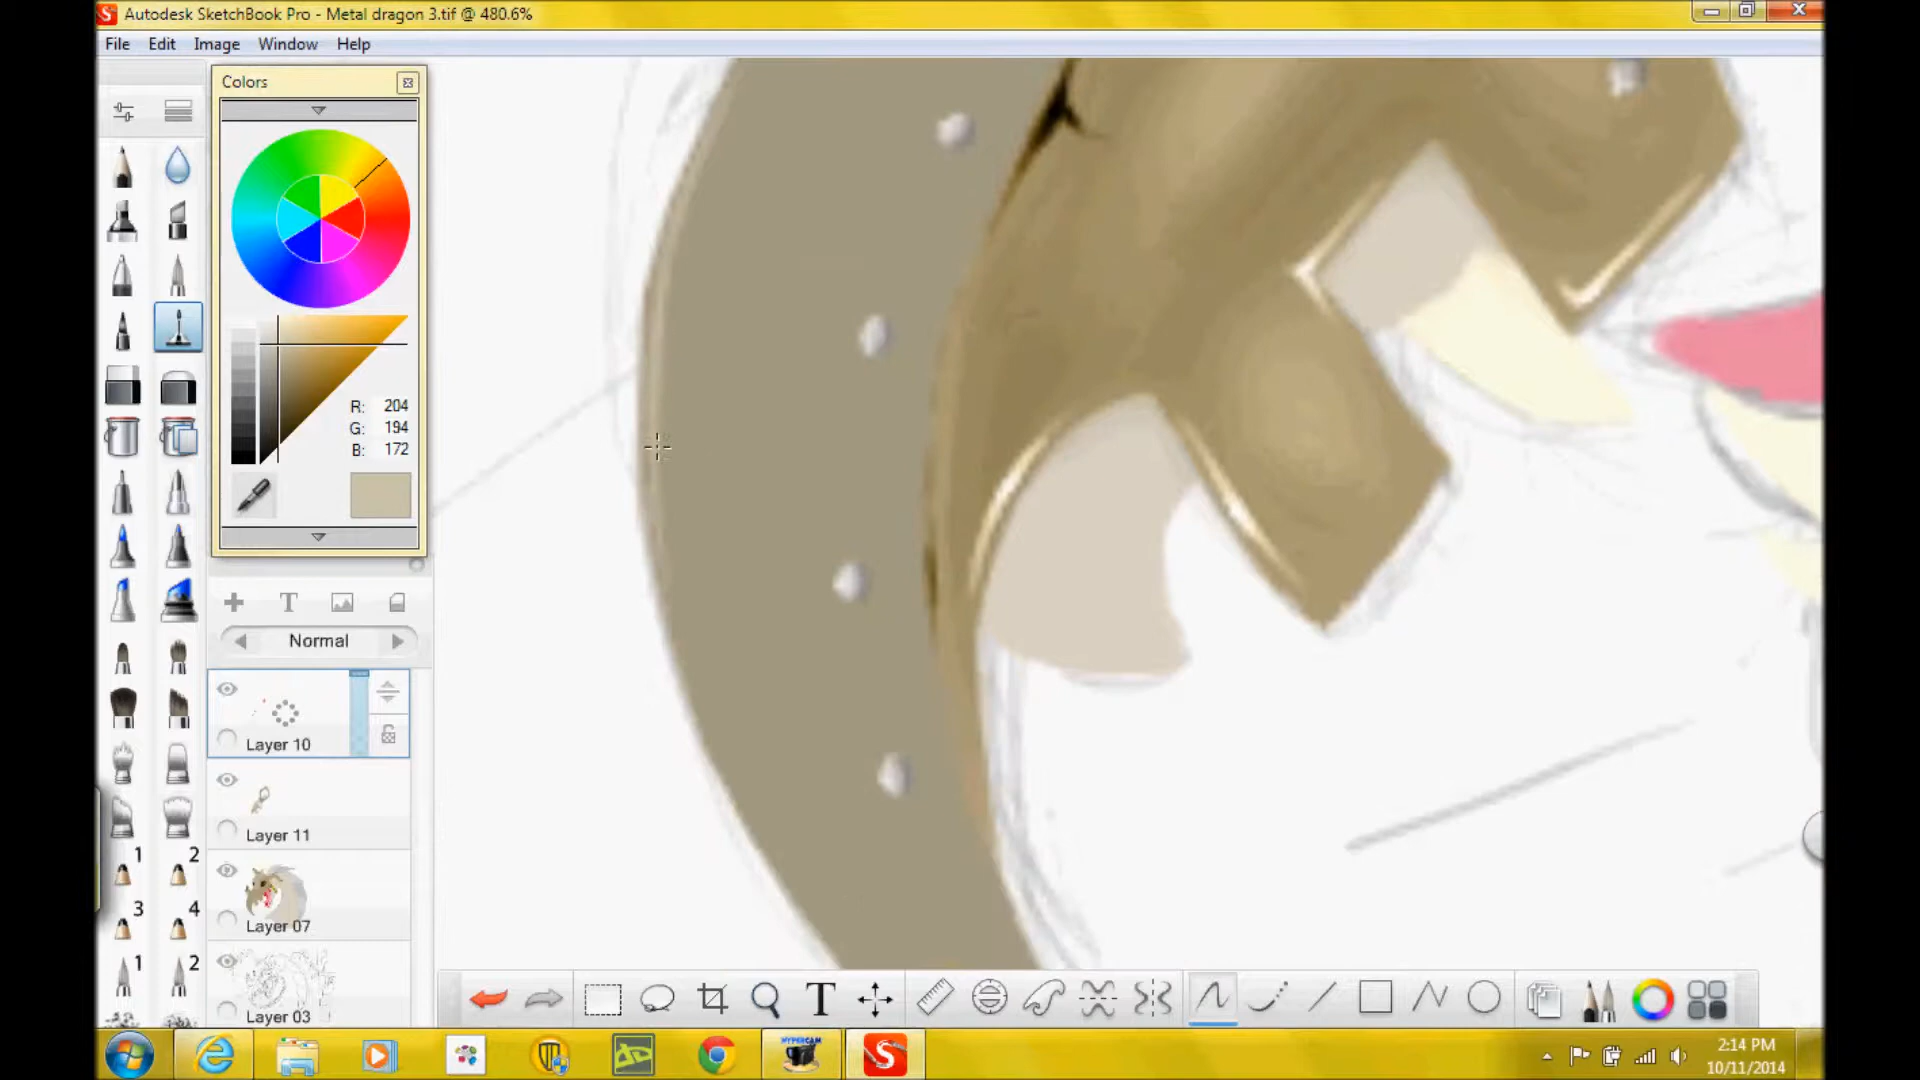 Autodesk SketchBook Pro - Metal dragon 3.tif @ 480.6%
File Edit Image Window Help
Colors
R: 204
G: 194
B: 172
T
Normal
Layer 10
Layer 11
Layer 07
Layer 03
1 2
3 4
1 2
T
HYPERCAM
S
2:14 PM
10/11/2014